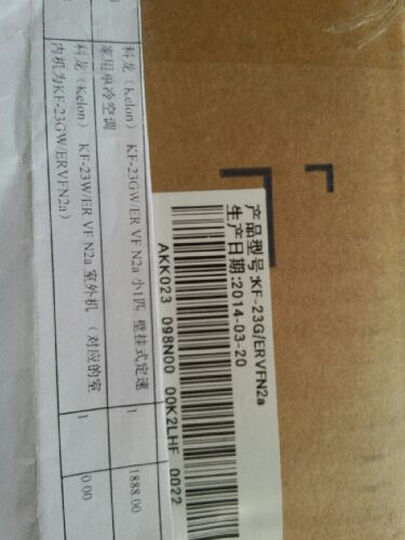 产品型号:KF-23G/ERVFN2a
生产日期:2014-03-20
AKK023 098N00 00K2LHF 0022
科龙（Kelon） KF-23GW/ER VF N2a 小1匹 壁挂式定速 1 1888.00
家用单冷空调
科龙（Kelon） KF-23W/ER VF N2a 室外机 （对应的室 1 0.00
内机为KF-23GW/ERVFN2a）